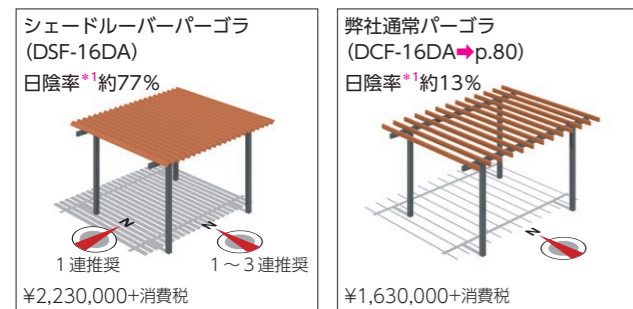 シェードルーバーパーゴラ
(DSF-16DA)
日陰率*1約77%
N
N
1連推奨
1～3連推奨
¥2,230,000+消費税
弊社通常パーゴラ
(DCF-16DA➡p.80)
日陰率*1約13%
N
¥1,630,000+消費税